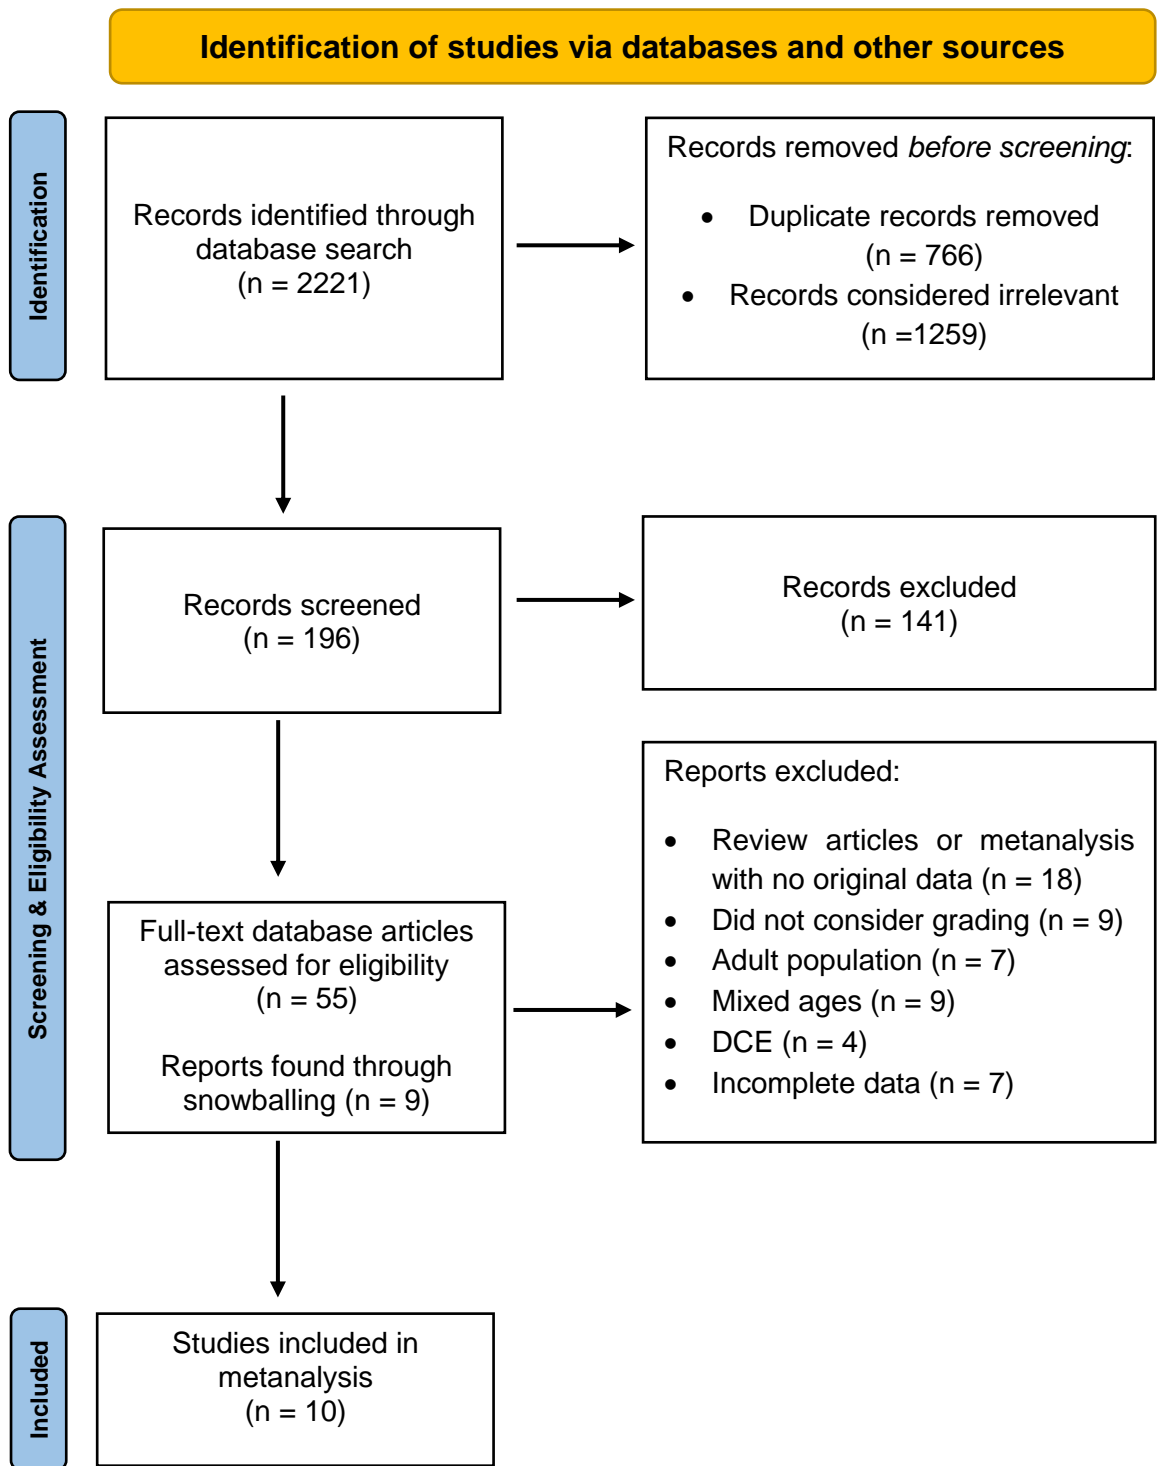 Identification of studies via databases and other sources
Identification
Records identified through
database search
(n = 2221)
Records removed before screening:
• Duplicate records removed
(n = 766)
• Records considered irrelevant
(n =1259)
Screening & Eligibility Assessment
Records screened
(n = 196)
Records excluded
(n = 141)
Full-text database articles
assessed for eligibility
(n = 55)
Reports found through
snowballing (n = 9)
Reports excluded:
• Review articles or metanalysis
with no original data (n = 18)
• Did not consider grading (n = 9)
• Adult population (n = 7)
• Mixed ages (n = 9)
• DCE (n = 4)
• Incomplete data (n = 7)
Included
Studies included in
metanalysis
(n = 10)